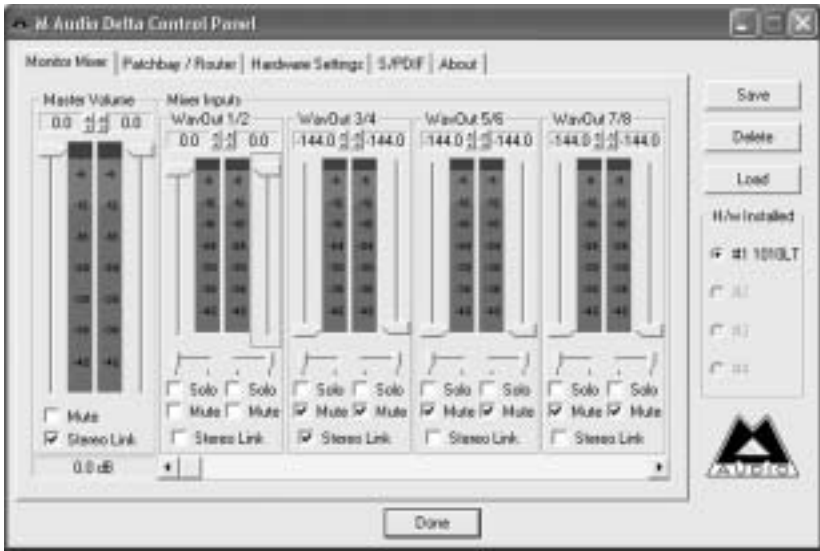 M Audio Delta Control Panel
Monitor Mixer
Patchbay / Router
Hardware Settings
S/PDIF
About
Master Volume
0.0 0.0
Mute
Stereo Link
0.0 dB
Mixer Inputs
WavOut 1/2
0.0 0.0
Solo Solo
Mute Mute
Stereo Link
WavOut 3/4
-144.0 -144.0
Solo Solo
Mute Mute
Stereo Link
WavOut 5/6
-144.0 -144.0
Solo Solo
Mute Mute
Stereo Link
WavOut 7/8
-144.0 -144.0
Solo Solo
Mute Mute
Stereo Link
Save
Delete
Load
H/w Installed
#1 1010LT
#2
#3
#4
AUDIO
Done